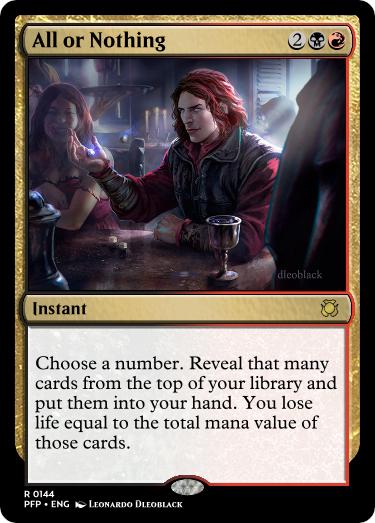 All or Nothing 2
dleoblack
Instant
Choose a number. Reveal that many
cards from the top of your library and
put them into your hand. You lose
life equal to the total mana value of
those cards.
R 0144
PFP • ENG Leonardo Dleoblack